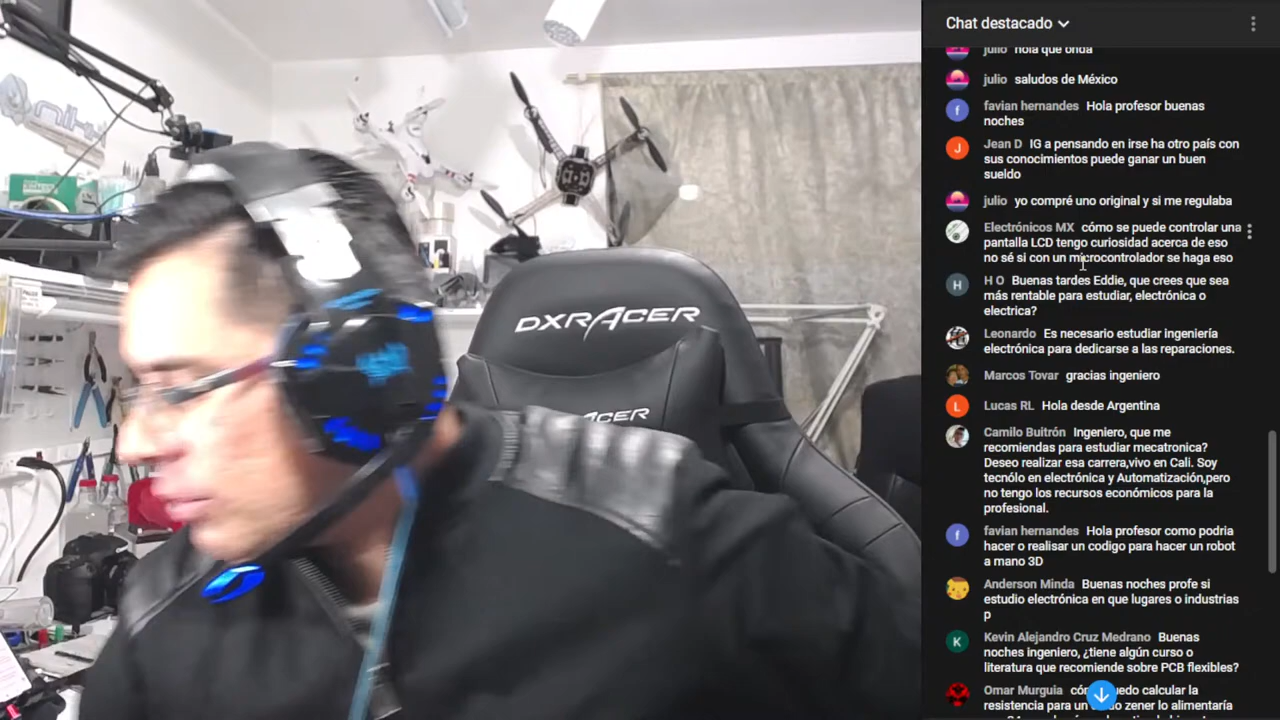 DXRACER
Chat destacado
julio hola que onda
julio saludos de México
favian hernandes Hola profesor buenas
noches
Jean D IG a pensando en irse ha otro país con
sus conocimientos puede ganar un buen
sueldo
julio yo compré uno original y si me regulaba
Electrónicos MX cómo se puede controlar una
pantalla LCD tengo curiosidad acerca de eso
no sé si con un microcontrolador se haga eso
H O Buenas tardes Eddie, que crees que sea
más rentable para estudiar, electrónica o
electrica?
Leonardo Es necesario estudiar ingeniería
electrónica para dedicarse a las reparaciones.
Marcos Tovar gracias ingeniero
Lucas RL Hola desde Argentina
Camilo Buitrón Ingeniero, que me
recomiendas para estudiar mecatronica?
Deseo realizar esa carrera,vivo en Cali. Soy
tecnólo en electrónica y Automatización,pero
no tengo los recursos económicos para la
profesional.
favian hernandes Hola profesor como podria
hacer o realisar un codigo para hacer un robot
a mano 3D
Anderson Minda Buenas noches profe si
estudio electrónica en que lugares o industrias
p
Kevin Alejandro Cruz Medrano Buenas
noches ingeniero, ¿tiene algún curso o
literatura que recomiende sobre PCB flexibles?
Omar Murguia calcular la
resistencia para un zener lo alimentaría